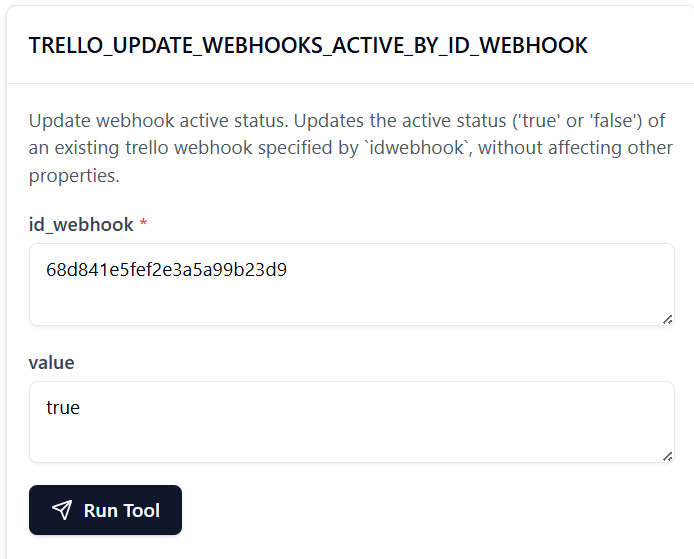 TRELLO_UPDATE_WEBHOOKS_ACTIVE_BY_ID_WEBHOOK
Update webhook active status. Updates the active status ('true' or 'false') of
an existing trello webhook specified by `idwebhook`, without affecting other
properties.
id_webhook *
68d841e5fef2e3a5a99b23d9
value
true
Run Tool